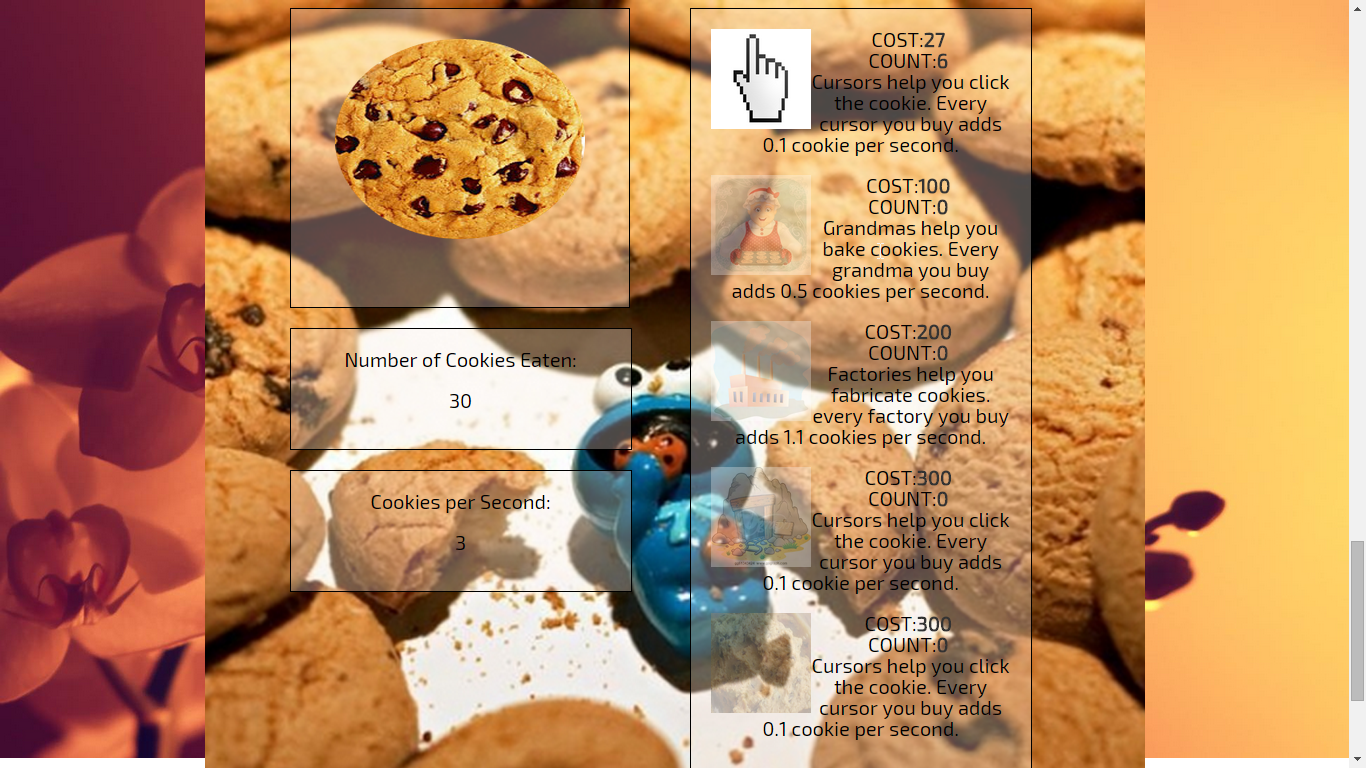 Number of Cookies Eaten:
30
Cookies per Second:
3
COST:27
COUNT:6
Cursors help you click
the cookie. Every
cursor you buy adds
0.1 cookie per second.
COST:100
COUNT:0
Grandmas help you
bake cookies. Every
grandma you buy
adds 0.5 cookies per second.
COST:200
COUNT:0
Factories help you
fabricate cookies.
every factory you buy
adds 1.1 cookies per second.
COST:300
COUNT:0
Cursors help you click
the cookie. Every
cursor you buy adds
0.1 cookie per second.
COST:300
COUNT:0
Cursors help you click
the cookie. Every
cursor you buy adds
0.1 cookie per second.